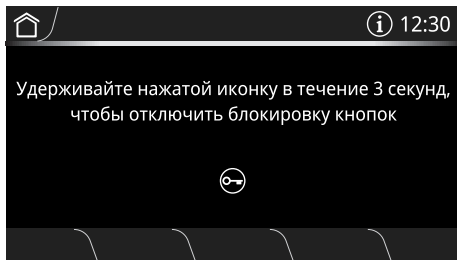 12:30
Удерживайте нажатой иконку в течение 3 секунд,
чтобы отключить блокировку кнопок